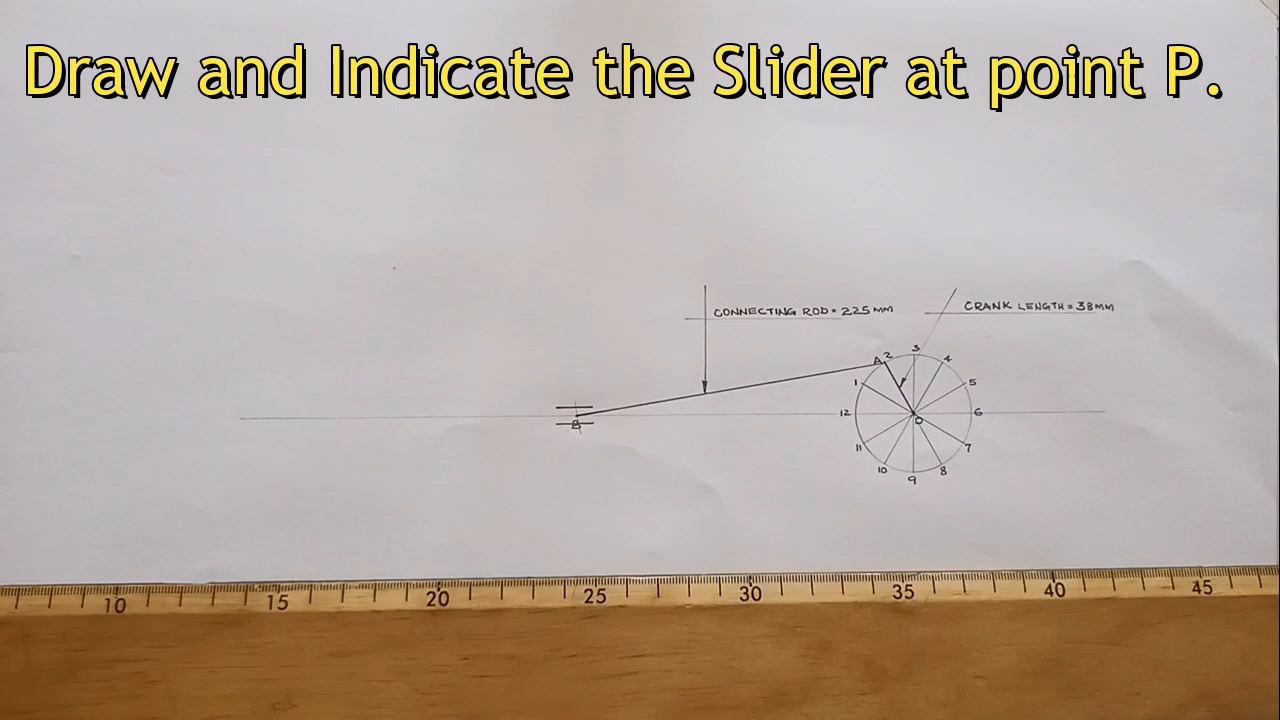 Draw and Indicate the Slider at point P.
CONNECTING ROD = 225 MM
CRANK LENGTH = 38MM
3
A 2 4
1 5
B 12 O 6
11 7
10 8
9
10 15 20 25 30 35 40 45